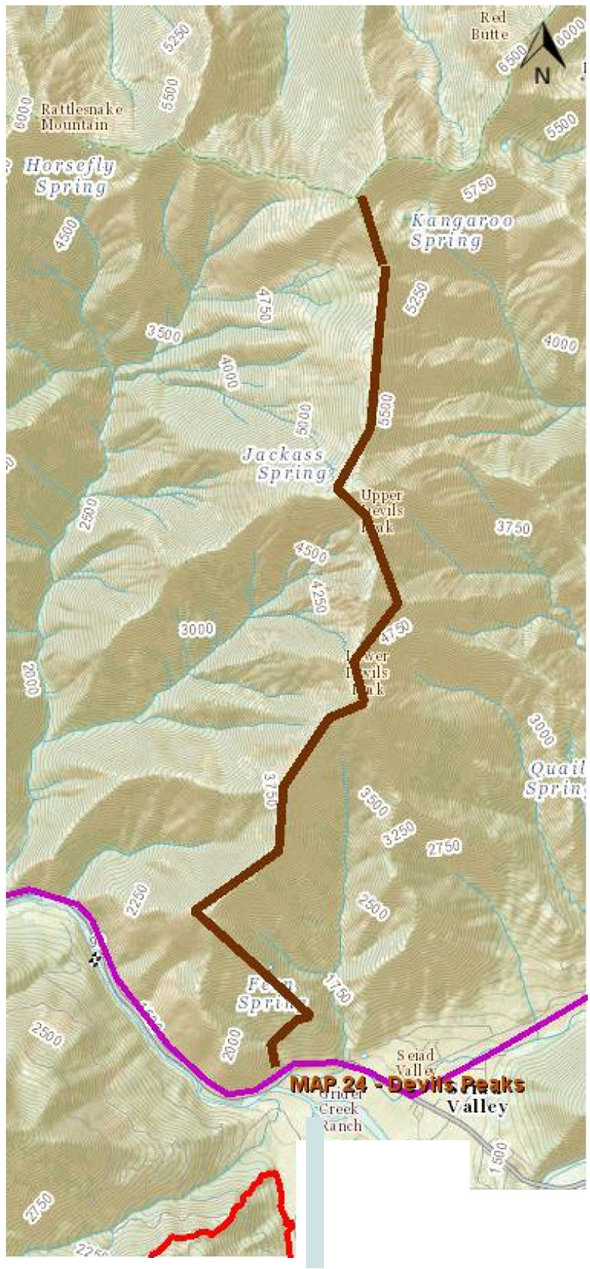 Red
Butte
5250
6500
6000
N
5500
6000
Rattlesnake
Mountain
5500
Horsefly
Spring
5750
Kangaroo
Spring
4500
4750
5250
3500
4000
4000
5500
5000
Jackass
Spring
Upper
Devils
Peak
2500
3750
4500
4250
3000
4750
Lower
Devils
Peak
2000
3000
3750
Quail
Spring
3500
3250
2750
2250
2500
Fern
Spring
1750
2500
2000
Seiad
Valley
MAP 24 - Devils Peaks
Valley
Grider
Creek
Ranch
1500
2750